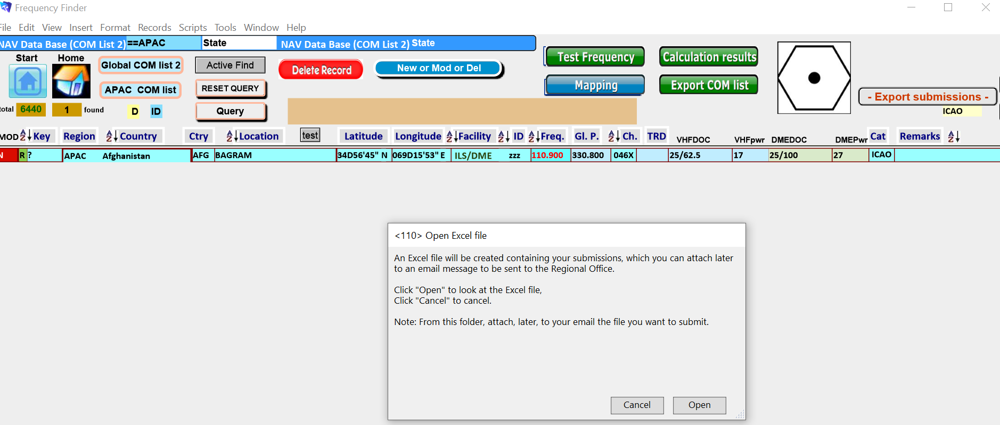 Frequency Finder
File Edit View Insert Format Records Scripts Tools Window Help
NAV Data Base (COM List 2) ==APAC State NAV Data Base (COM List 2) State
Start Home
Global COM list 2
Active Find
Delete Record
New or Mod or Del
Test Frequency
Calculation results
APAC COM list
RESET QUERY
Mapping
Export COM list
- Export submissions -
total 6440 1 found D ID Query ICAO
MOD Key Region Country Ctry Location test Latitude Longitude Facility ID Freq. Gl. P. Ch. TRD VHFDOC VHFpwr DMEDOC DMEPwr Cat Remarks
N R ? APAC Afghanistan AFG BAGRAM 34D56'45" N 069D15'53" E ILS/DME zzz 110.900 330.800 046X 25/62.5 17 25/100 27 ICAO
<110> Open Excel file
An Excel file will be created containing your submissions, which you can attach later
to an email message to be sent to the Regional Office.
Click "Open" to look at the Excel file,
Click "Cancel" to cancel.
Note: From this folder, attach, later, to your email the file you want to submit.
Cancel Open